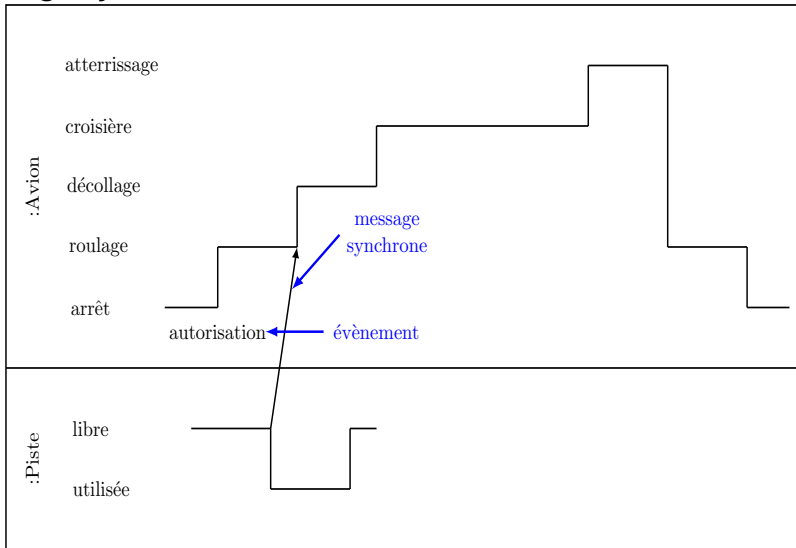 atterrissage
croisière
:Avion
décollage
message
roulage
synchrone
arrêt
autorisation
évènement
libre
:Piste
utilisée